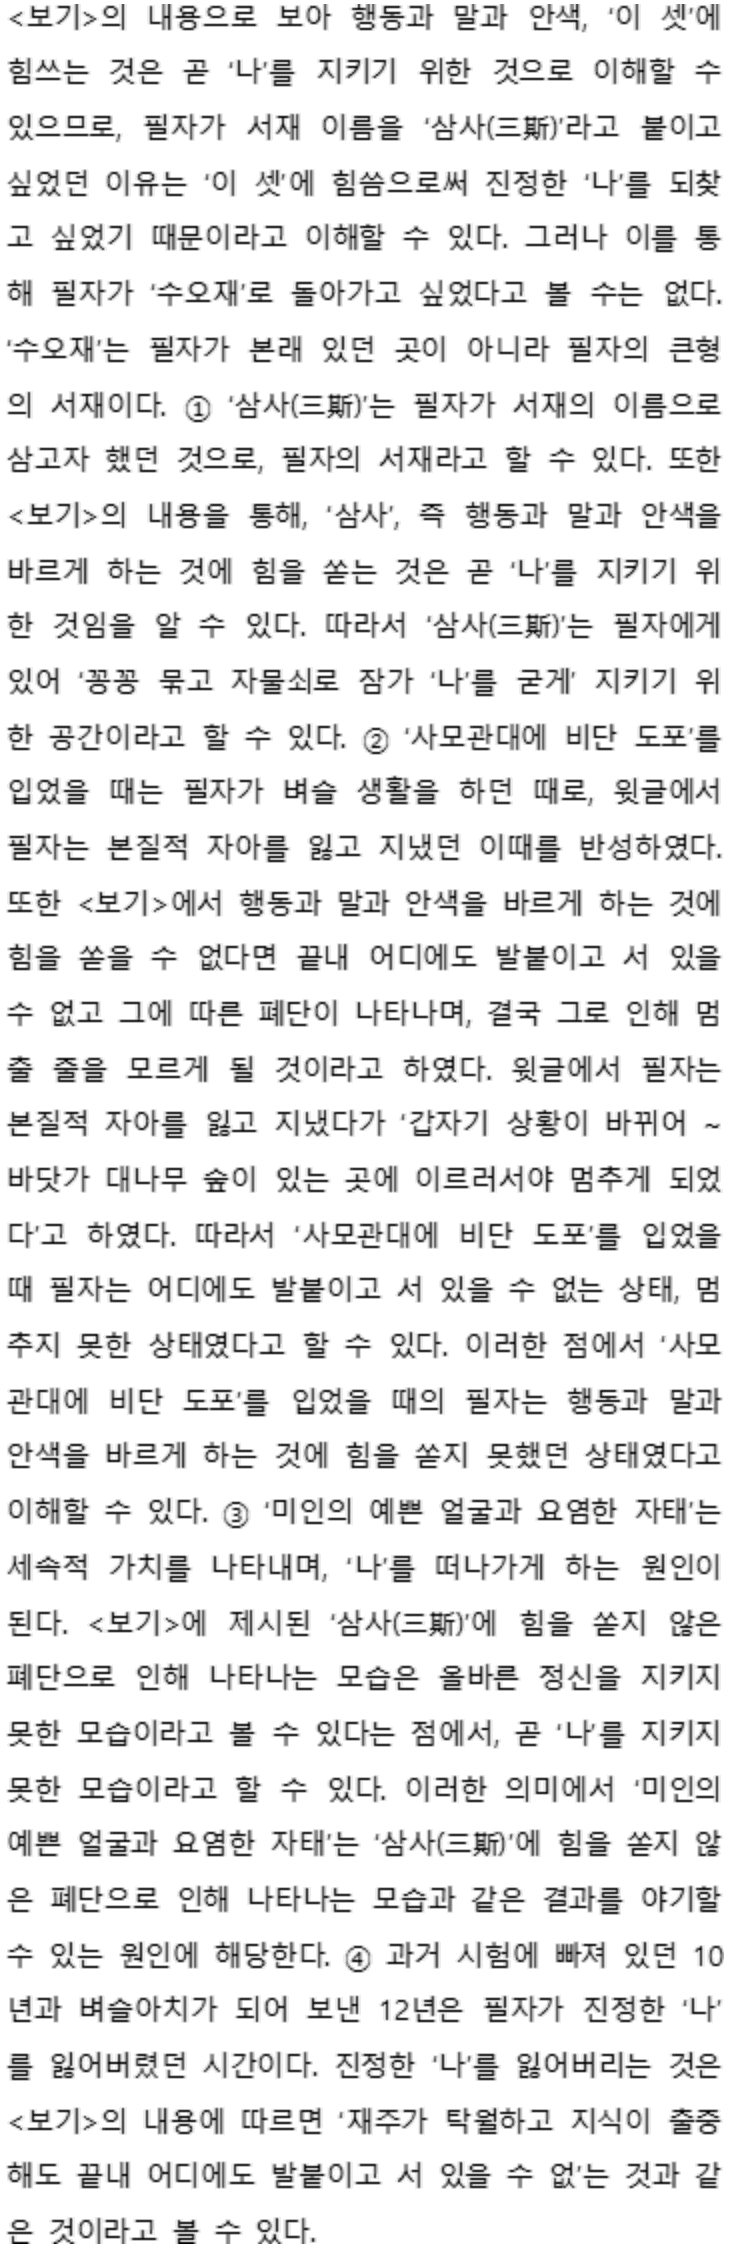 <보기>의 내용으로 보아 행동과 말과 안색, ‘이 셋’에
힘쓰는 것은 곧 ‘나’를 지키기 위한 것으로 이해할 수
있으므로, 필자가 서재 이름을 ‘삼사(三斯)’라고 붙이고
싶었던 이유는 ‘이 셋’에 힘씀으로써 진정한 ‘나’를 되찾
고 싶었기 때문이라고 이해할 수 있다. 그러나 이를 통
해 필자가 ‘수오재’로 돌아가고 싶었다고 볼 수는 없다.
‘수오재’는 필자가 본래 있던 곳이 아니라 필자의 큰형
의 서재이다. ① ‘삼사(三斯)’는 필자가 서재의 이름으로
삼고자 했던 것으로, 필자의 서재라고 할 수 있다. 또한
<보기>의 내용을 통해, ‘삼사’, 즉 행동과 말과 안색을
바르게 하는 것에 힘을 쏟는 것은 곧 ‘나’를 지키기 위
한 것임을 알 수 있다. 따라서 ‘삼사(三斯)’는 필자에게
있어 ‘꽁꽁 묶고 자물쇠로 잠가 ‘나’를 굳게’ 지키기 위
한 공간이라고 할 수 있다. ② ‘사모관대에 비단 도포’를
입었을 때는 필자가 벼슬 생활을 하던 때로, 윗글에서
필자는 본질적 자아를 잃고 지냈던 이때를 반성하였다.
또한 <보기>에서 행동과 말과 안색을 바르게 하는 것에
힘을 쏟을 수 없다면 끝내 어디에도 발붙이고 서 있을
수 없고 그에 따른 폐단이 나타나며, 결국 그로 인해 멈
출 줄을 모르게 될 것이라고 하였다. 윗글에서 필자는
본질적 자아를 잃고 지냈다가 ‘갑자기 상황이 바뀌어 ~
바닷가 대나무 숲이 있는 곳에 이르러서야 멈추게 되었
다’고 하였다. 따라서 ‘사모관대에 비단 도포’를 입었을
때 필자는 어디에도 발붙이고 서 있을 수 없는 상태, 멈
추지 못한 상태였다고 할 수 있다. 이러한 점에서 ‘사모
관대에 비단 도포’를 입었을 때의 필자는 행동과 말과
안색을 바르게 하는 것에 힘을 쏟지 못했던 상태였다고
이해할 수 있다. ③ ‘미인의 예쁜 얼굴과 요염한 자태’는
세속적 가치를 나타내며, ‘나’를 떠나가게 하는 원인이
된다. <보기>에 제시된 ‘삼사(三斯)’에 힘을 쏟지 않은
폐단으로 인해 나타나는 모습은 올바른 정신을 지키지
못한 모습이라고 볼 수 있다는 점에서, 곧 ‘나’를 지키지
못한 모습이라고 할 수 있다. 이러한 의미에서 ‘미인의
예쁜 얼굴과 요염한 자태’는 ‘삼사(三斯)’에 힘을 쏟지 않
은 폐단으로 인해 나타나는 모습과 같은 결과를 야기할
수 있는 원인에 해당한다. ④ 과거 시험에 빠져 있던 10
년과 벼슬아치가 되어 보낸 12년은 필자가 진정한 ‘나’
를 잃어버렸던 시간이다. 진정한 ‘나’를 잃어버리는 것은
<보기>의 내용에 따르면 ‘재주가 탁월하고 지식이 출중
해도 끝내 어디에도 발붙이고 서 있을 수 없’는 것과 같
은 것이라고 볼 수 있다.